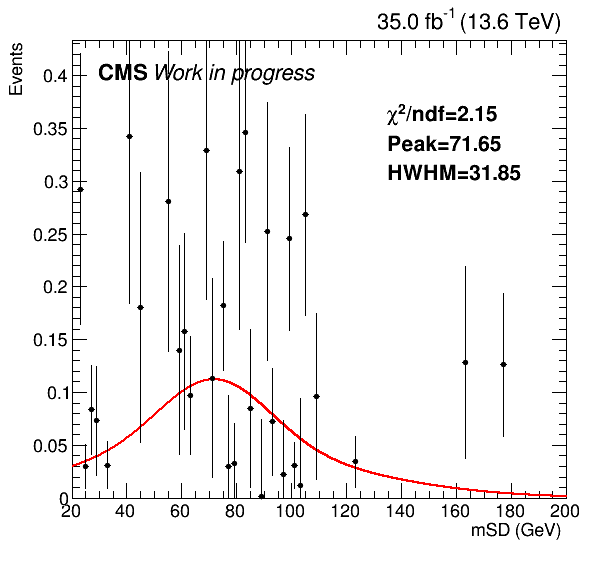 35.0 fb-1 (13.6 TeV)
Events
CMS Work in progress
χ2/ndf=2.15
Peak=71.65
HWHM=31.85
0.4
0.35
0.3
0.25
0.2
0.15
0.1
0.05
0
20 40 60 80 100 120 140 160 180 200
mSD (GeV)